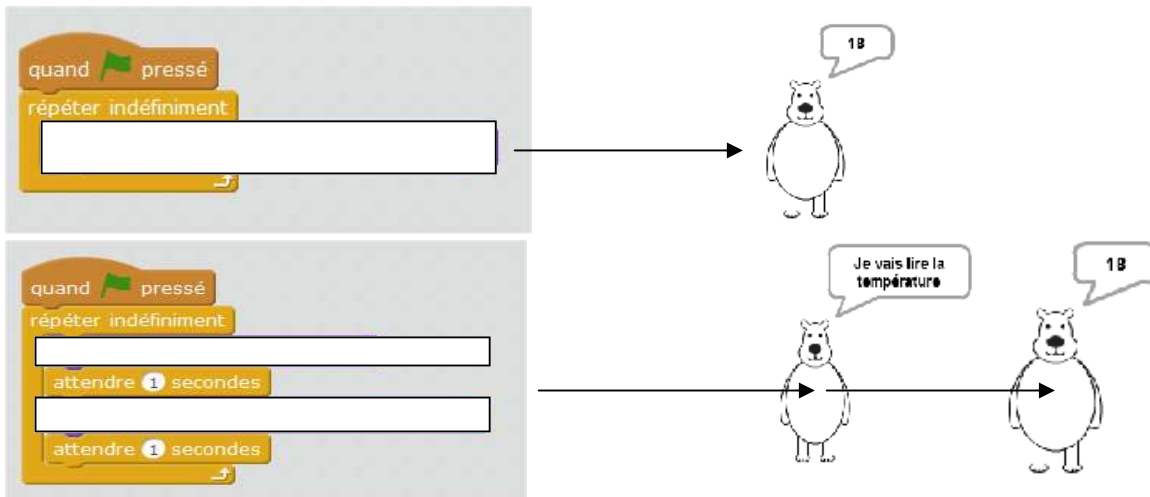 quand pressé
répéter indéfiniment
18
quand pressé
répéter indéfiniment
attendre 1 secondes
attendre 1 secondes
Je vais lire la
température
18